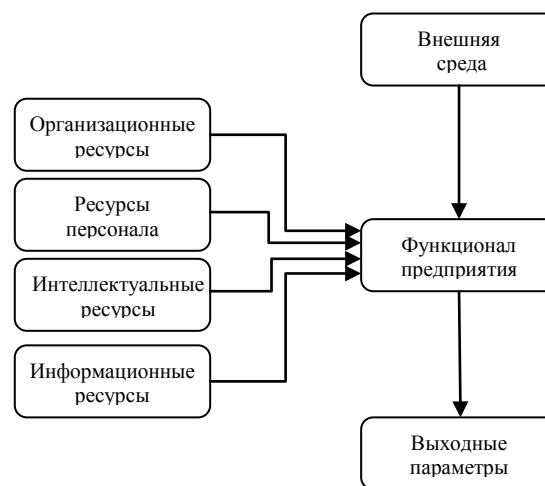 Внешняя
среда
Организационные
ресурсы
Ресурсы
персонала
Функционал
предприятия
Интеллектуальные
ресурсы
Информационные
ресурсы
Выходные
параметры